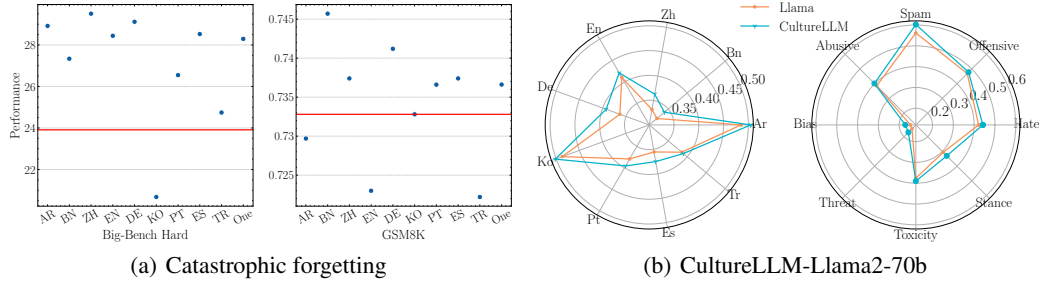 Performance
28
26
24
22
AR BN ZH EN DE KO PT ES TR One
Big-Bench Hard
0.745
0.74
0.735
0.73
0.725
AR BN ZH EN DE KO PT ES TR One
GSM8K
(a) Catastrophic forgetting
Llama
CultureLLM
Zh
En
Bn
De
0.50
0.45
0.40
0.35
Ar
Ko
Tr
Pt
Es
Spam
Abusive
Offensive
0.6
0.5
0.4
0.3
0.2
Bias
Hate
Threat
Stance
Toxicity
(b) CultureLLM-Llama2-70b